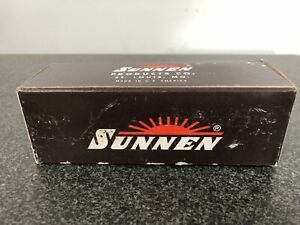 SUNNEN
PRODUCTS CO.
ST. LOUIS, MO.
MADE IN U.S. AMERICA
SUNNEN®